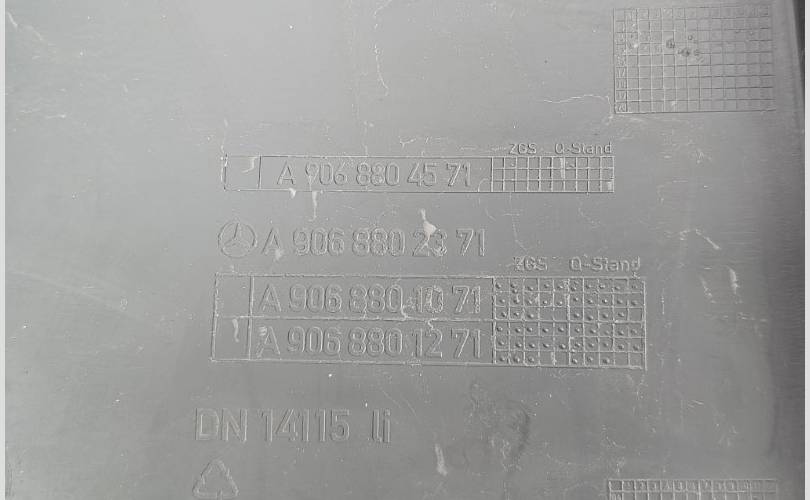 ZGS Q-Stand
A 906 880 45 71
A 906 880 23 71
ZGS Q-Stand
A 906 880 10 71
A 906 880 12 71
DN 14115 li